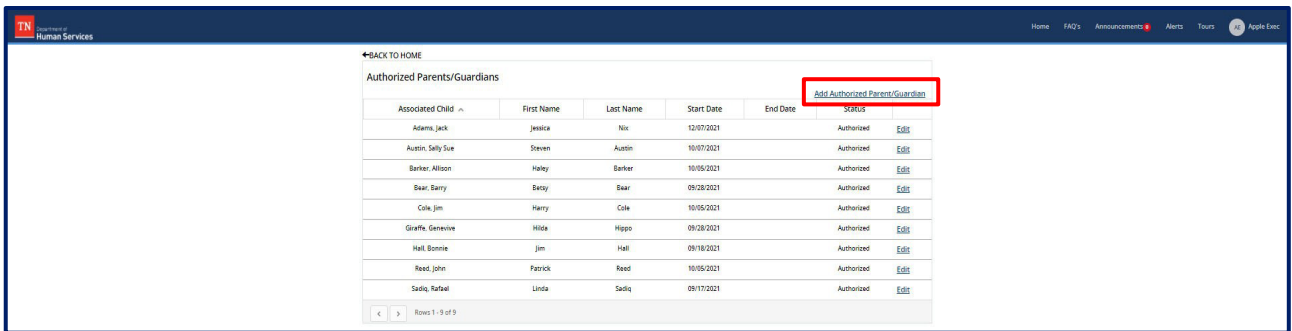 TN Department of
Human Services
Home FAQ's Announcements 0 Alerts Tours AE Apple Exec
BACK TO HOME
Authorized Parents/Guardians
Add Authorized Parent/Guardian
Associated Child First Name Last Name Start Date End Date Status
Adams, Jack Jessica Nix 12/07/2021 Authorized Edit
Austin, Sally Sue Steven Austin 10/07/2021 Authorized Edit
Barker, Allison Haley Barker 10/05/2021 Authorized Edit
Bear, Barry Betsy Bear 09/28/2021 Authorized Edit
Cole, Jim Harry Cole 10/05/2021 Authorized Edit
Giraffe, Genevive Hilda Hippo 09/28/2021 Authorized Edit
Hall, Bonnie Jim Hall 09/18/2021 Authorized Edit
Reed, John Patrick Reed 10/05/2021 Authorized Edit
Sadiq, Rafael Linda Sadiq 09/17/2021 Authorized Edit
< > Rows 1 - 9 of 9